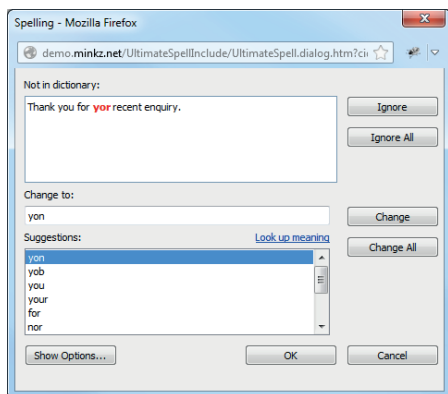 Spelling - Mozilla Firefox
demo.minkz.net/UltimateSpellInclude/UltimateSpell.dialog.htm?ci
Not in dictionary:
Thank you for yor recent enquiry.
Ignore
Ignore All
Change to:
yon
Change
Suggestions:
Look up meaning
Change All
yon
yob
you
your
for
nor
Show Options...
OK
Cancel